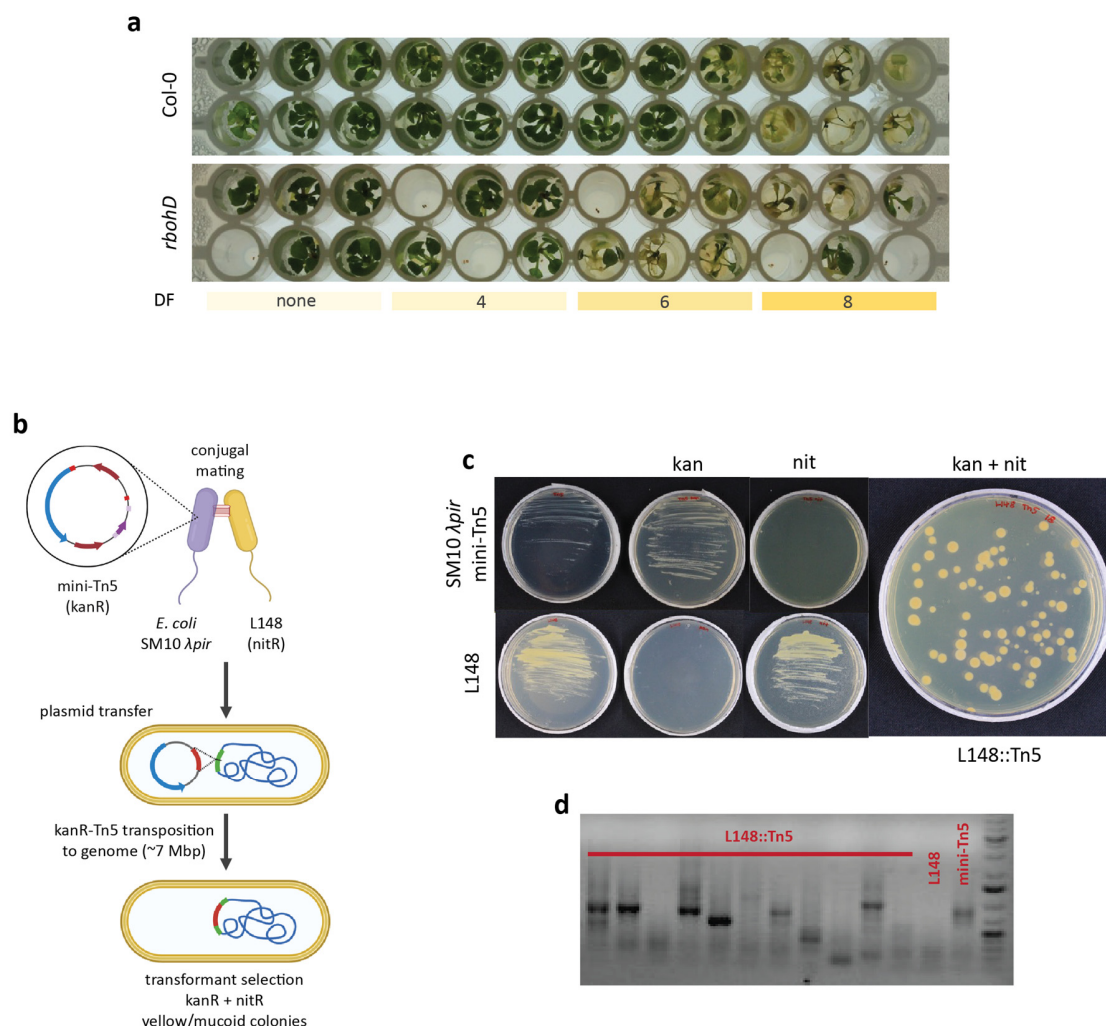 a
Col-0
rbohD
DF
none
4
6
8
b
conjugal
mating
mini-Tn5
(kanR)
E. coli
SM10 λpir
L148
(nitR)
plasmid transfer
kanR-Tn5 transposition
to genome (~7 Mbp)
transformant selection
kanR + nitR
yellow/mucoid colonies
c
kan
nit
kan + nit
SM10 λpir
mini-Tn5
L148
L148 Tn5
L148::Tn5
d
L148::Tn5
L148
mini-Tn5